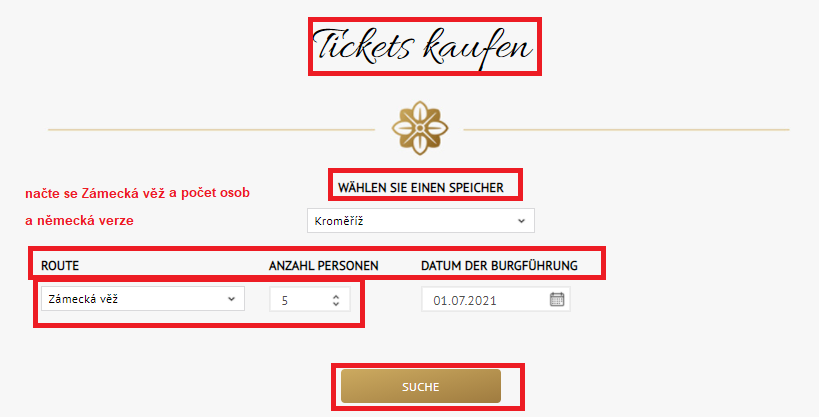 Tickets kaufen
WÄHLEN SIE EINEN SPEICHER
načte se Zámecká věž a počet osob
a německá verze
Kroměříž
ROUTE ANZAHL PERSONEN DATUM DER BURGFÜHRUNG
Zámecká věž 5 01.07.2021
SUCHE